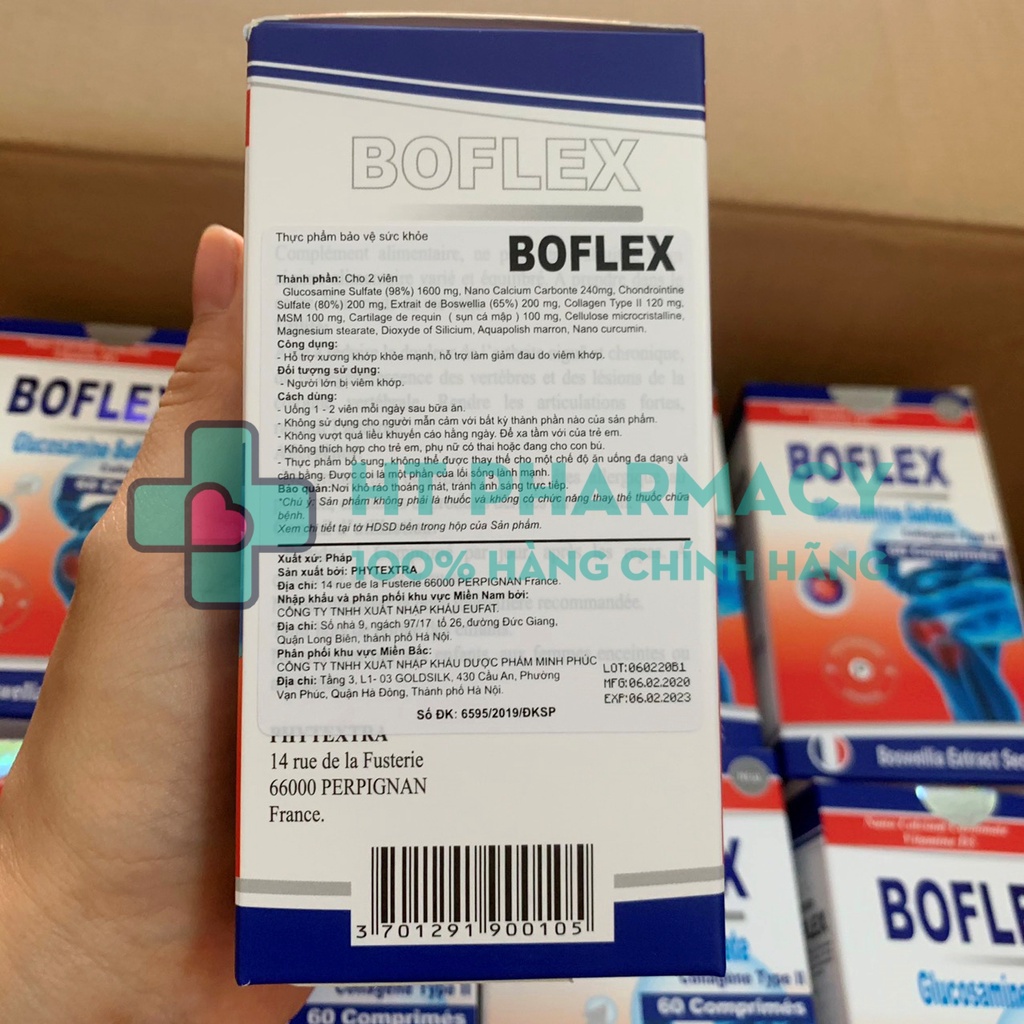 BOFLEX
Thực phẩm bảo vệ sức khỏe
BOFLEX
Thành phần: Cho 2 viên
Glucosamine Sulfate (98%) 1600 mg, Nano Calcium Carbonte 240mg, Chondrointine
Sulfate (80%) 200 mg, Extrait de Boswellia (65%) 200 mg, Collagen Type II 120 mg,
MSM 100 mg, Cartilage de requin ( sụn cá mập ) 100 mg, Cellulose microcristalline,
Magnesium stearate, Dioxyde of Silicium, Aquapolish marron, Nano curcumin.
Công dụng:
- Hỗ trợ xương khớp khỏe mạnh, hỗ trợ làm giảm đau do viêm khớp.
Đối tượng sử dụng:
- Người lớn bị viêm khớp.
Cách dùng:
- Uống 1 - 2 viên mỗi ngày sau bữa ăn.
- Không sử dụng cho người mẫn cảm với bất kỳ thành phần nào của sản phẩm.
- Không vượt quá liều khuyến cáo hằng ngày. Để xa tầm với của trẻ em.
- Không thích hợp cho trẻ em, phụ nữ có thai hoặc đang cho con bú.
- Thực phẩm bổ sung, không thể được thay thế cho một chế độ ăn uống đa dạng và
cân bằng. Được coi là một phần của lối sống lành mạnh.
Bảo quản:Nơi khô ráo thoáng mát, tránh ánh sáng trực tiếp.
*Chú ý: Sản phẩm không phải là thuốc và không có chức năng thay thế thuốc chữa
bệnh.
Xem chi tiết tại tờ HDSD bên trong hộp của Sản phẩm.
Xuất xứ: Pháp
Sản xuất bởi: PHYTEXTRA
Địa chỉ: 14 rue de la Fusterie 66000 PERPIGNAN France.
Nhập khẩu và phân phối khu vực Miền Nam bởi:
CÔNG TY TNHH XUẤT NHẬP KHẨU EUFAT.
Địa chỉ: Số nhà 9, ngách 97/17 tổ 26, đường Đức Giang,
Quận Long Biên, thành phố Hà Nội.
Phân phối khu vực Miền Bắc:
CÔNG TY TNHH XUẤT NHẬP KHẨU DƯỢC PHẨM MINH PHÚC
Địa chỉ: Tầng 3, L1- 03 GOLDSILK, 430 Cầu An, Phường
Vạn Phúc, Quận Hà Đông, Thành phố Hà Nội.
LOT:06022081
MFG:06.02.2020
EXP:06.02.2023
Số ĐK: 6595/2019/ĐKSP
PHYTEXTRA
14 rue de la Fusterie
66000 PERPIGNAN
France.
3 701291 900105
PHARMACY
100% HÀNG CHÍNH HÃNG
BOFLEX
Glucosamine
BOFLEX
Glucosamine Sulfate
60 Comprimés
Boswellia Extract
BOFLE
Glucosamine
Collagène Type II
60 Comprimés
60 Comprimés